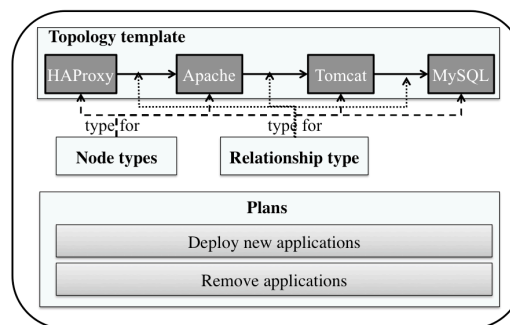 Topology template
HAProxy Apache Tomcat MySQL
type for type for
Node types Relationship type
Plans
Deploy new applications
Remove applications